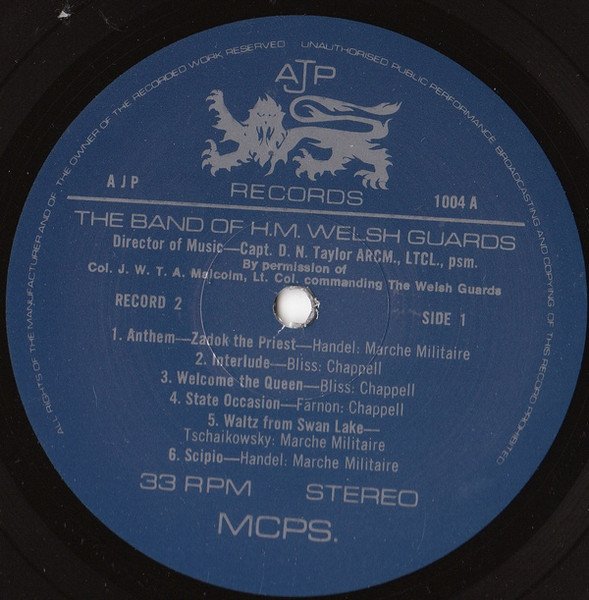 ALL RIGHTS OF THE MANUFACTURER AND OF THE OWNER OF THE RECORDED WORK RESERVED UNAUTHORISED PUBLIC PERFORMANCE BROADCASTING AND COPYING OF THIS RECORD PROHIBITED
AJP
RECORDS
A J P
1004 A
THE BAND OF H.M. WELSH GUARDS
Director of Music—Capt. D. N. Taylor ARCM., LTCL., psm.
By permission of
Col. J. W. T. A. Malcolm, Lt. Col. commanding The Welsh Guards
RECORD 2
SIDE 1
1. Anthem—Zadok the Priest—Handel: Marche Militaire
2. Interlude—Bliss: Chappell
3. Welcome the Queen—Bliss: Chappell
4. State Occasion—Farnon: Chappell
5. Waltz from Swan Lake—
Tschaikowsky: Marche Militaire
6. Scipio—Handel: Marche Militaire
33 RPM STEREO
MCPS.